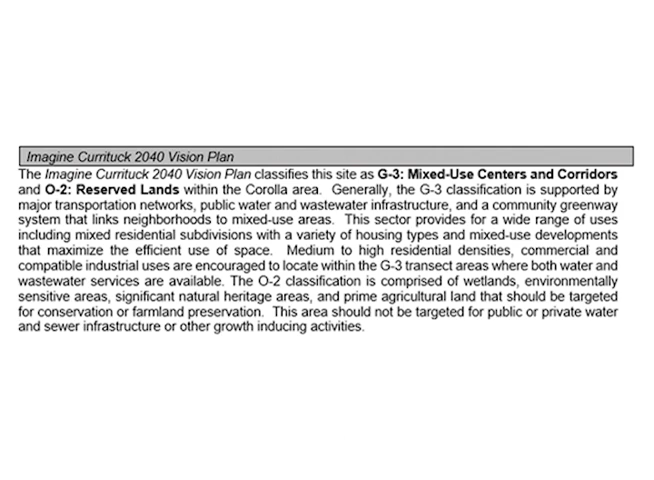 Imagine Currituck 2040 Vision Plan
The Imagine Currituck 2040 Vision Plan classifies this site as G-3: Mixed-Use Centers and Corridors
and O-2: Reserved Lands within the Corolla area.  Generally, the G-3 classification is supported by
major transportation networks, public water and wastewater infrastructure, and a community greenway
system that links neighborhoods to mixed-use areas.  This sector provides for a wide range of uses
including mixed residential subdivisions with a variety of housing types and mixed-use developments
that maximize the efficient use of space.  Medium to high residential densities, commercial and
compatible industrial uses are encouraged to locate within the G-3 transect areas where both water and
wastewater services are available. The O-2 classification is comprised of wetlands, environmentally
sensitive areas, significant natural heritage areas, and prime agricultural land that should be targeted
for conservation or farmland preservation.  This area should not be targeted for public or private water
and sewer infrastructure or other growth inducing activities.